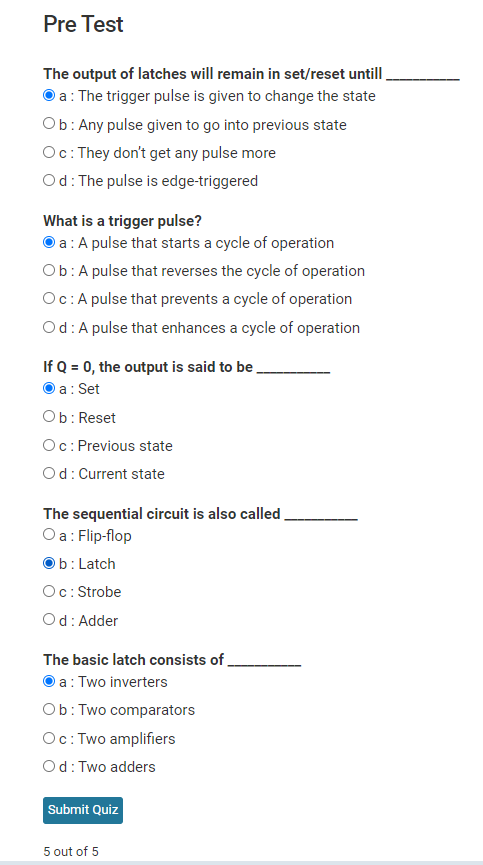 Pre Test
The output of latches will remain in set/reset untill ___________
a : The trigger pulse is given to change the state
b : Any pulse given to go into previous state
c : They don't get any pulse more
d : The pulse is edge-triggered
What is a trigger pulse?
a : A pulse that starts a cycle of operation
b : A pulse that reverses the cycle of operation
c : A pulse that prevents a cycle of operation
d : A pulse that enhances a cycle of operation
If Q = 0, the output is said to be ___________
a : Set
b : Reset
c : Previous state
d : Current state
The sequential circuit is also called ___________
a : Flip-flop
b : Latch
c : Strobe
d : Adder
The basic latch consists of ___________
a : Two inverters
b : Two comparators
c : Two amplifiers
d : Two adders
Submit Quiz
5 out of 5